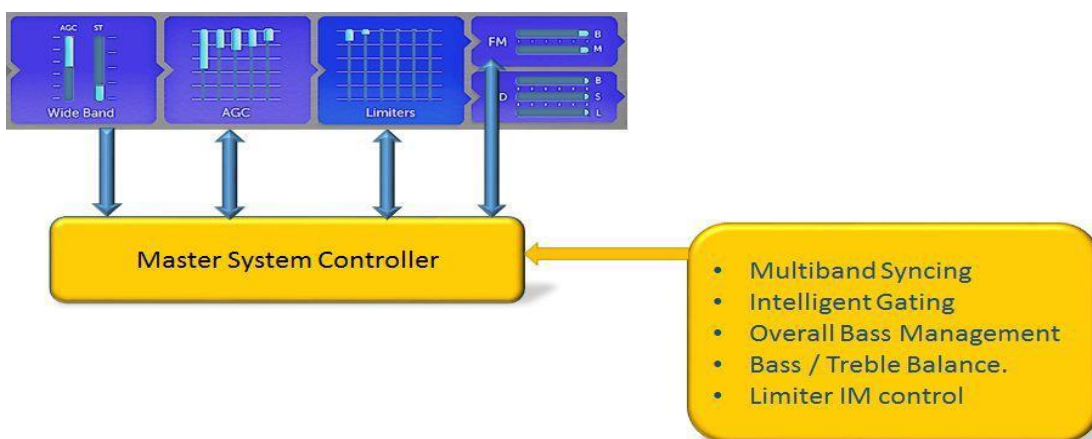 AGC ST
Wide Band
AGC
Limiters
FM
B
M
D
B
S
L
Master System Controller
• Multiband Syncing
• Intelligent Gating
• Overall Bass Management
• Bass / Treble Balance.
• Limiter IM control